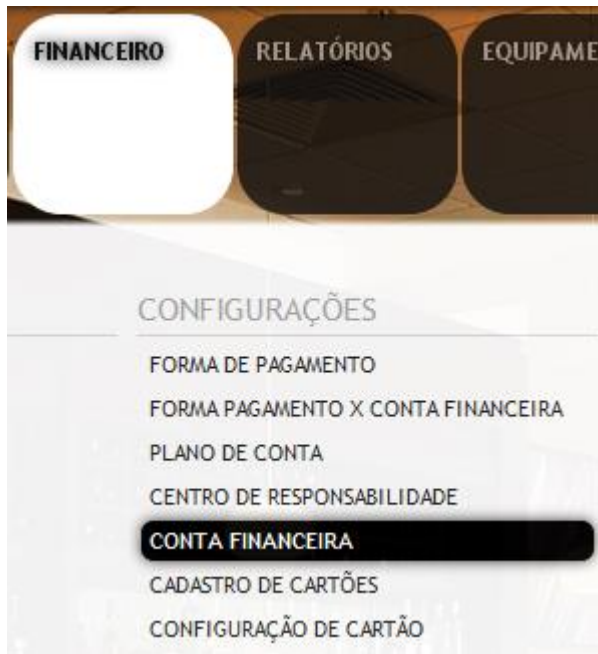 FINANCEIRO
RELATÓRIOS
EQUIPAME
CONFIGURAÇÕES
FORMA DE PAGAMENTO
FORMA PAGAMENTO X CONTA FINANCEIRA
PLANO DE CONTA
CENTRO DE RESPONSABILIDADE
CONTA FINANCEIRA
CADASTRO DE CARTÕES
CONFIGURAÇÃO DE CARTÃO